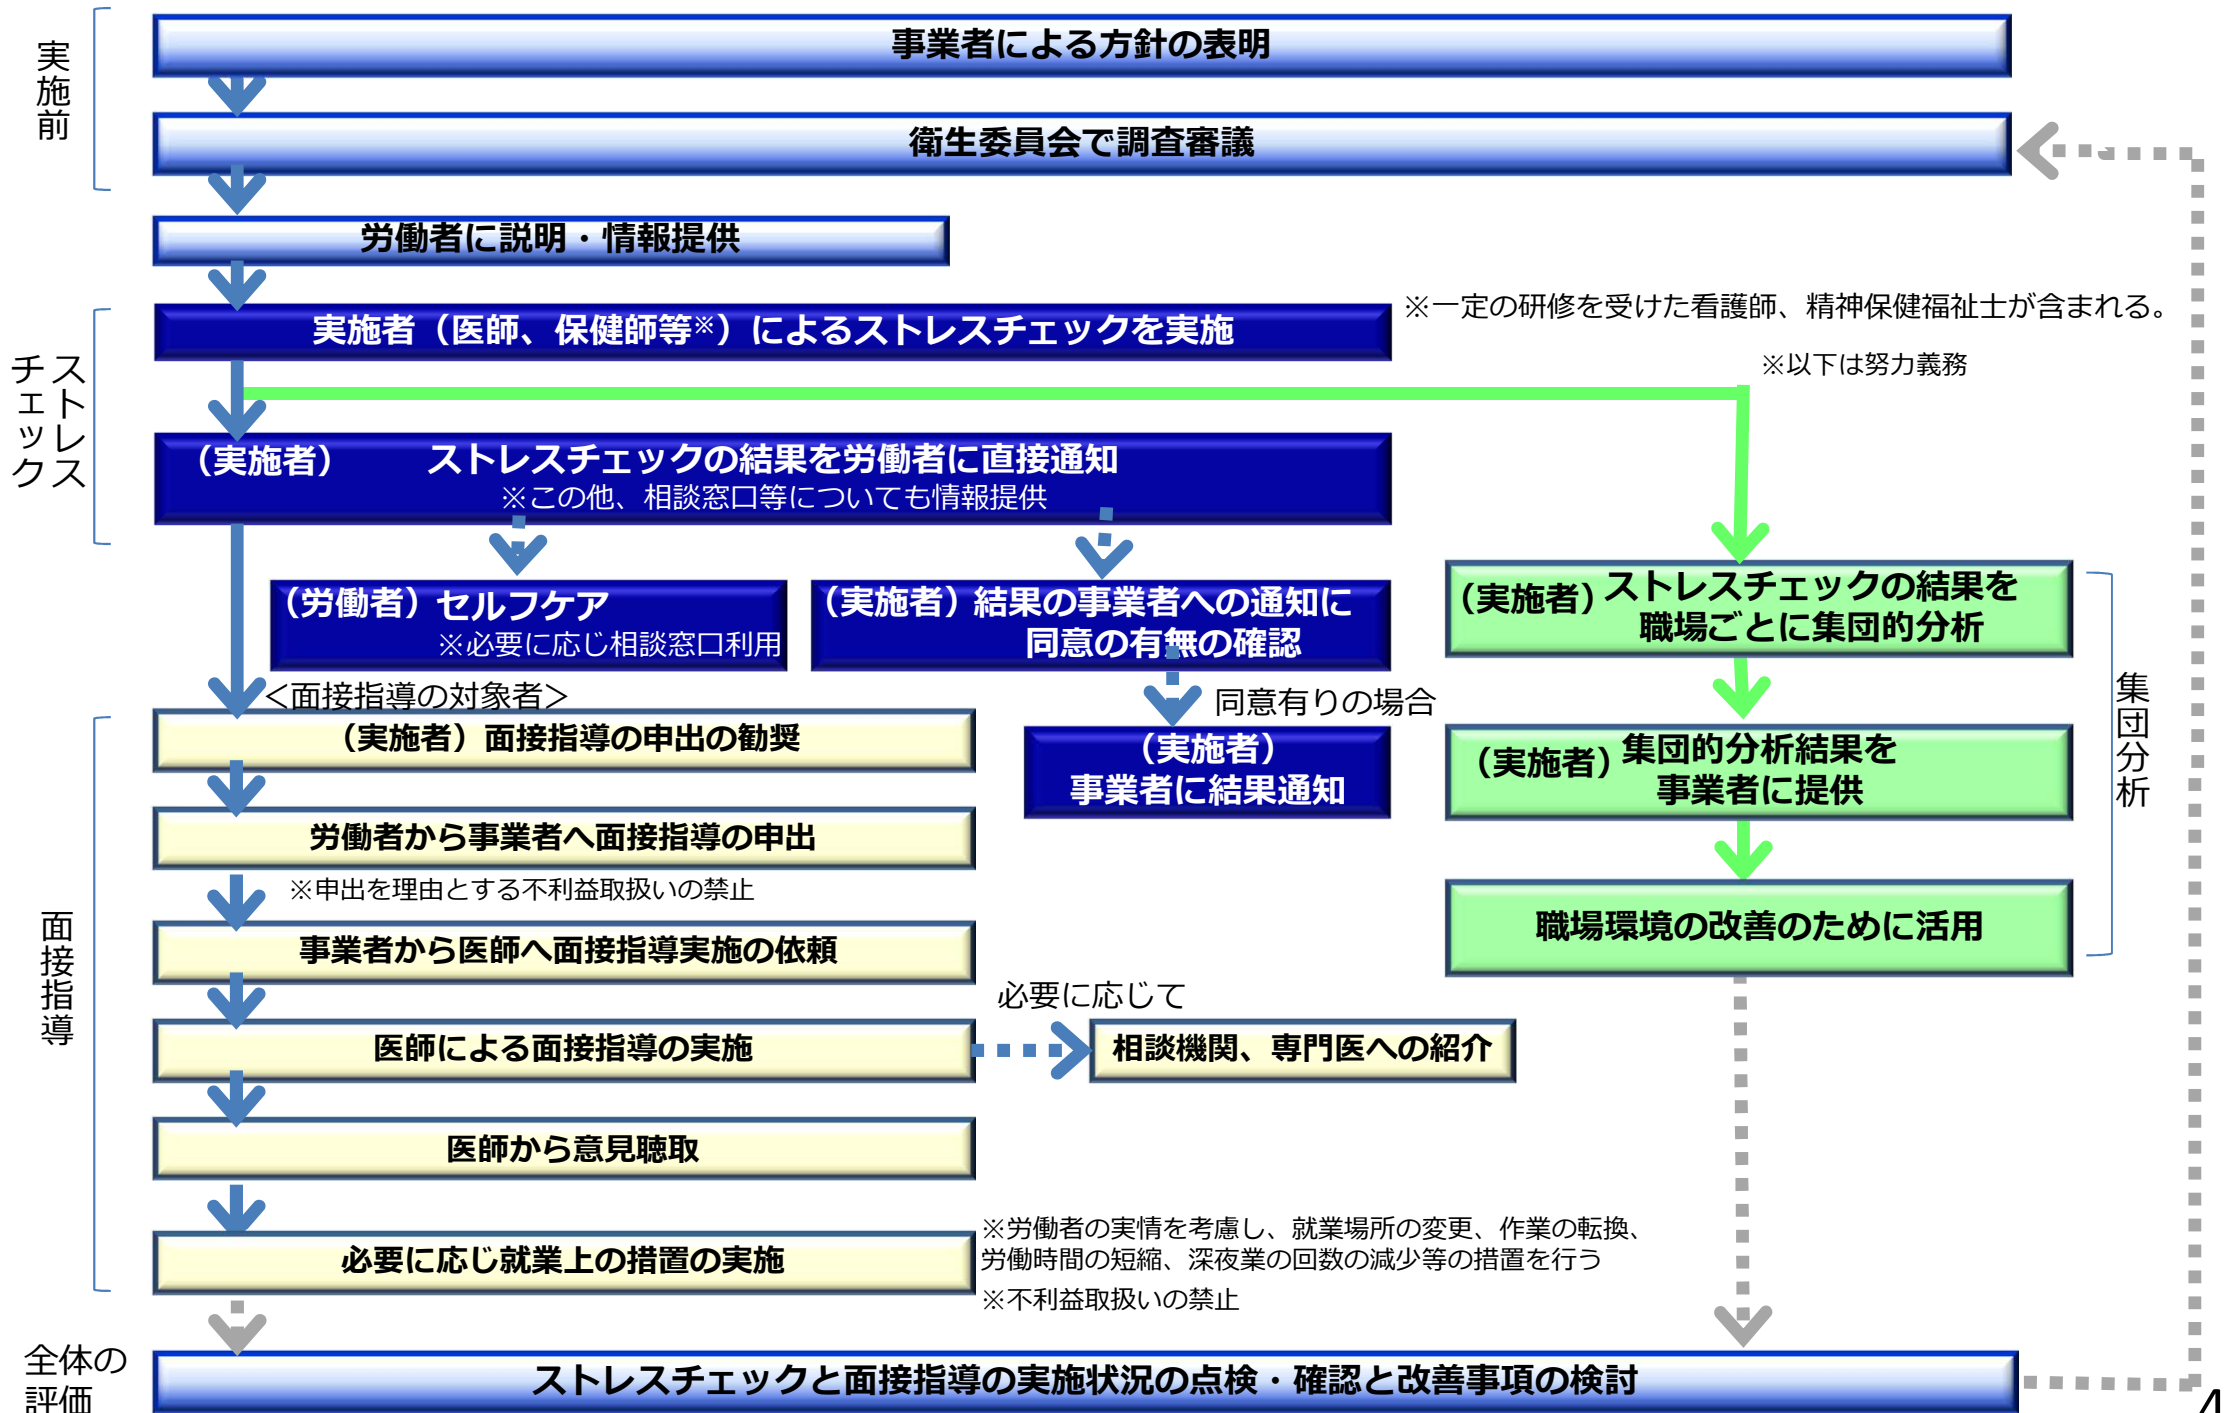 実施前
事業者による方針の表明
衛生委員会で調査審議
労働者に説明・情報提供
ストレス
チェック
実施者（医師、保健師等※）によるストレスチェックを実施
※一定の研修を受けた看護師、精神保健福祉士が含まれる。
※以下は努力義務
（実施者） ストレスチェックの結果を労働者に直接通知
※この他、相談窓口等についても情報提供
（労働者）セルフケア
※必要に応じ相談窓口利用
（実施者）結果の事業者への通知に
同意の有無の確認
同意有りの場合
（実施者）
事業者に結果通知
集団分析
（実施者）ストレスチェックの結果を
職場ごとに集団的分析
（実施者）集団的分析結果を
事業者に提供
職場環境の改善のために活用
面接指導
＜面接指導の対象者＞
（実施者）面接指導の申出の勧奨
労働者から事業者へ面接指導の申出
※申出を理由とする不利益取扱いの禁止
事業者から医師へ面接指導実施の依頼
医師による面接指導の実施
必要に応じて
相談機関、専門医への紹介
医師から意見聴取
必要に応じ就業上の措置の実施
※労働者の実情を考慮し、就業場所の変更、作業の転換、
労働時間の短縮、深夜業の回数の減少等の措置を行う
※不利益取扱いの禁止
全体の
評価
ストレスチェックと面接指導の実施状況の点検・確認と改善事項の検討
4